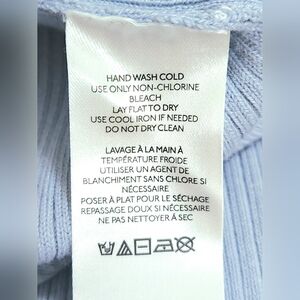 HAND WASH COLD
USE ONLY NON-CHLORINE
BLEACH
LAY FLAT TO DRY
USE COOL IRON IF NEEDED
DO NOT DRY CLEAN
LAVAGE À LA MAIN À
TEMPÉRATURE FROIDE
UTILISER UN AGENT DE
BLANCHIMENT SANS CHLORE SI
NÉCESSAIRE
POSER À PLAT POUR LE SÉCHAGE
REPASSAGE DOUX SI NÉCESSAIRE
NE PAS NETTOYER À SEC